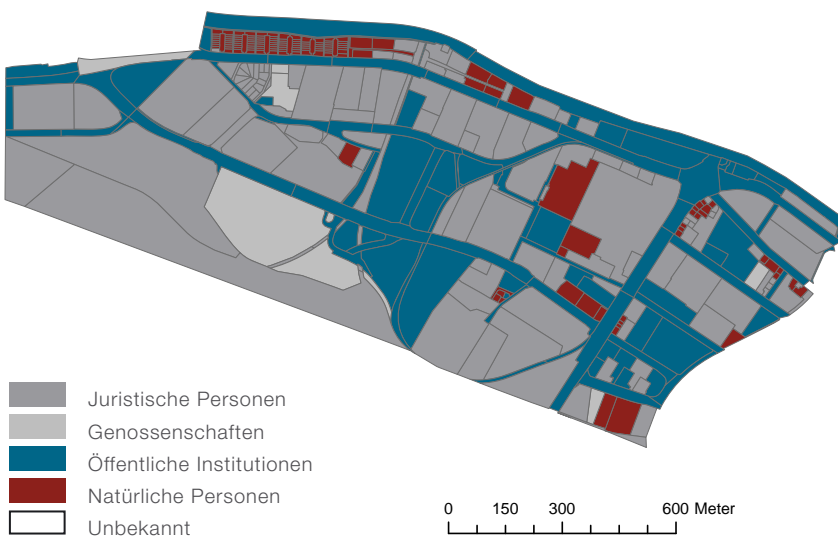 Juristische Personen
Genossenschaften
Öffentliche Institutionen
Natürliche Personen
Unbekannt
0 150 300 600 Meter